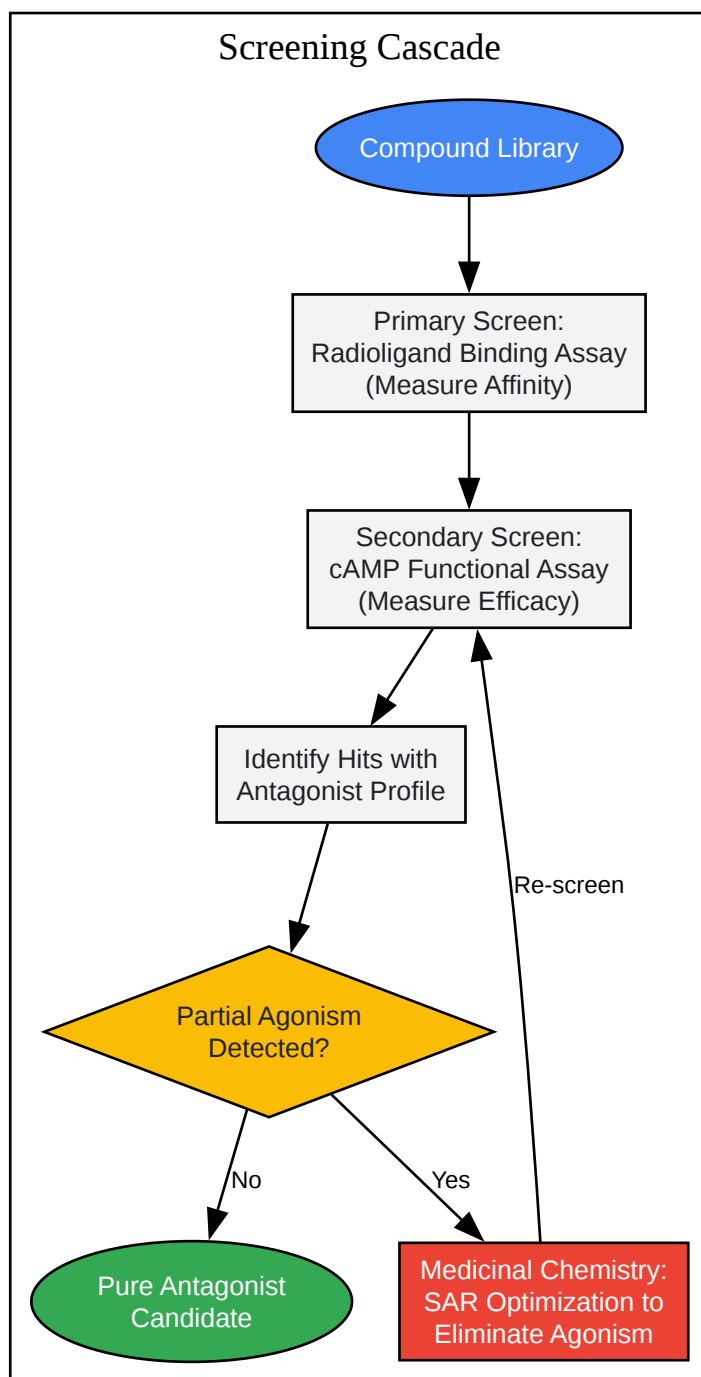 Screening Cascade
Compound Library
Primary Screen:
Radioligand Binding Assay
(Measure Affinity)
Secondary Screen:
cAMP Functional Assay
(Measure Efficacy)
Identify Hits with
Antagonist Profile
Re-screen
Partial Agonism
Detected?
No
Yes
Pure Antagonist
Candidate
Medicinal Chemistry:
SAR Optimization to
Eliminate Agonism